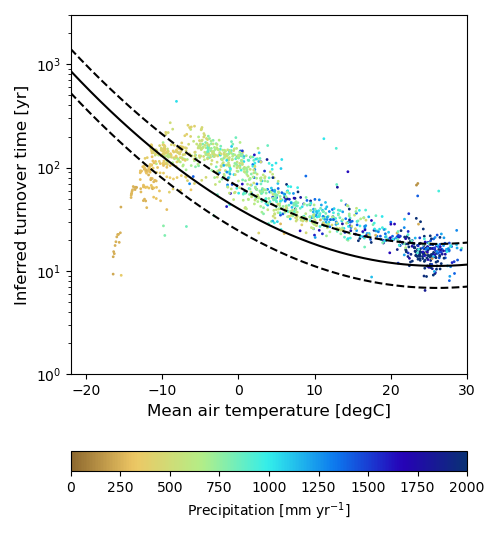 10³
10²
10¹
10⁰
Inferred turnover time [yr]
−20 −10 0 10 20 30
Mean air temperature [degC]
0 250 500 750 1000 1250 1500 1750 2000
Precipitation [mm yr⁻¹]